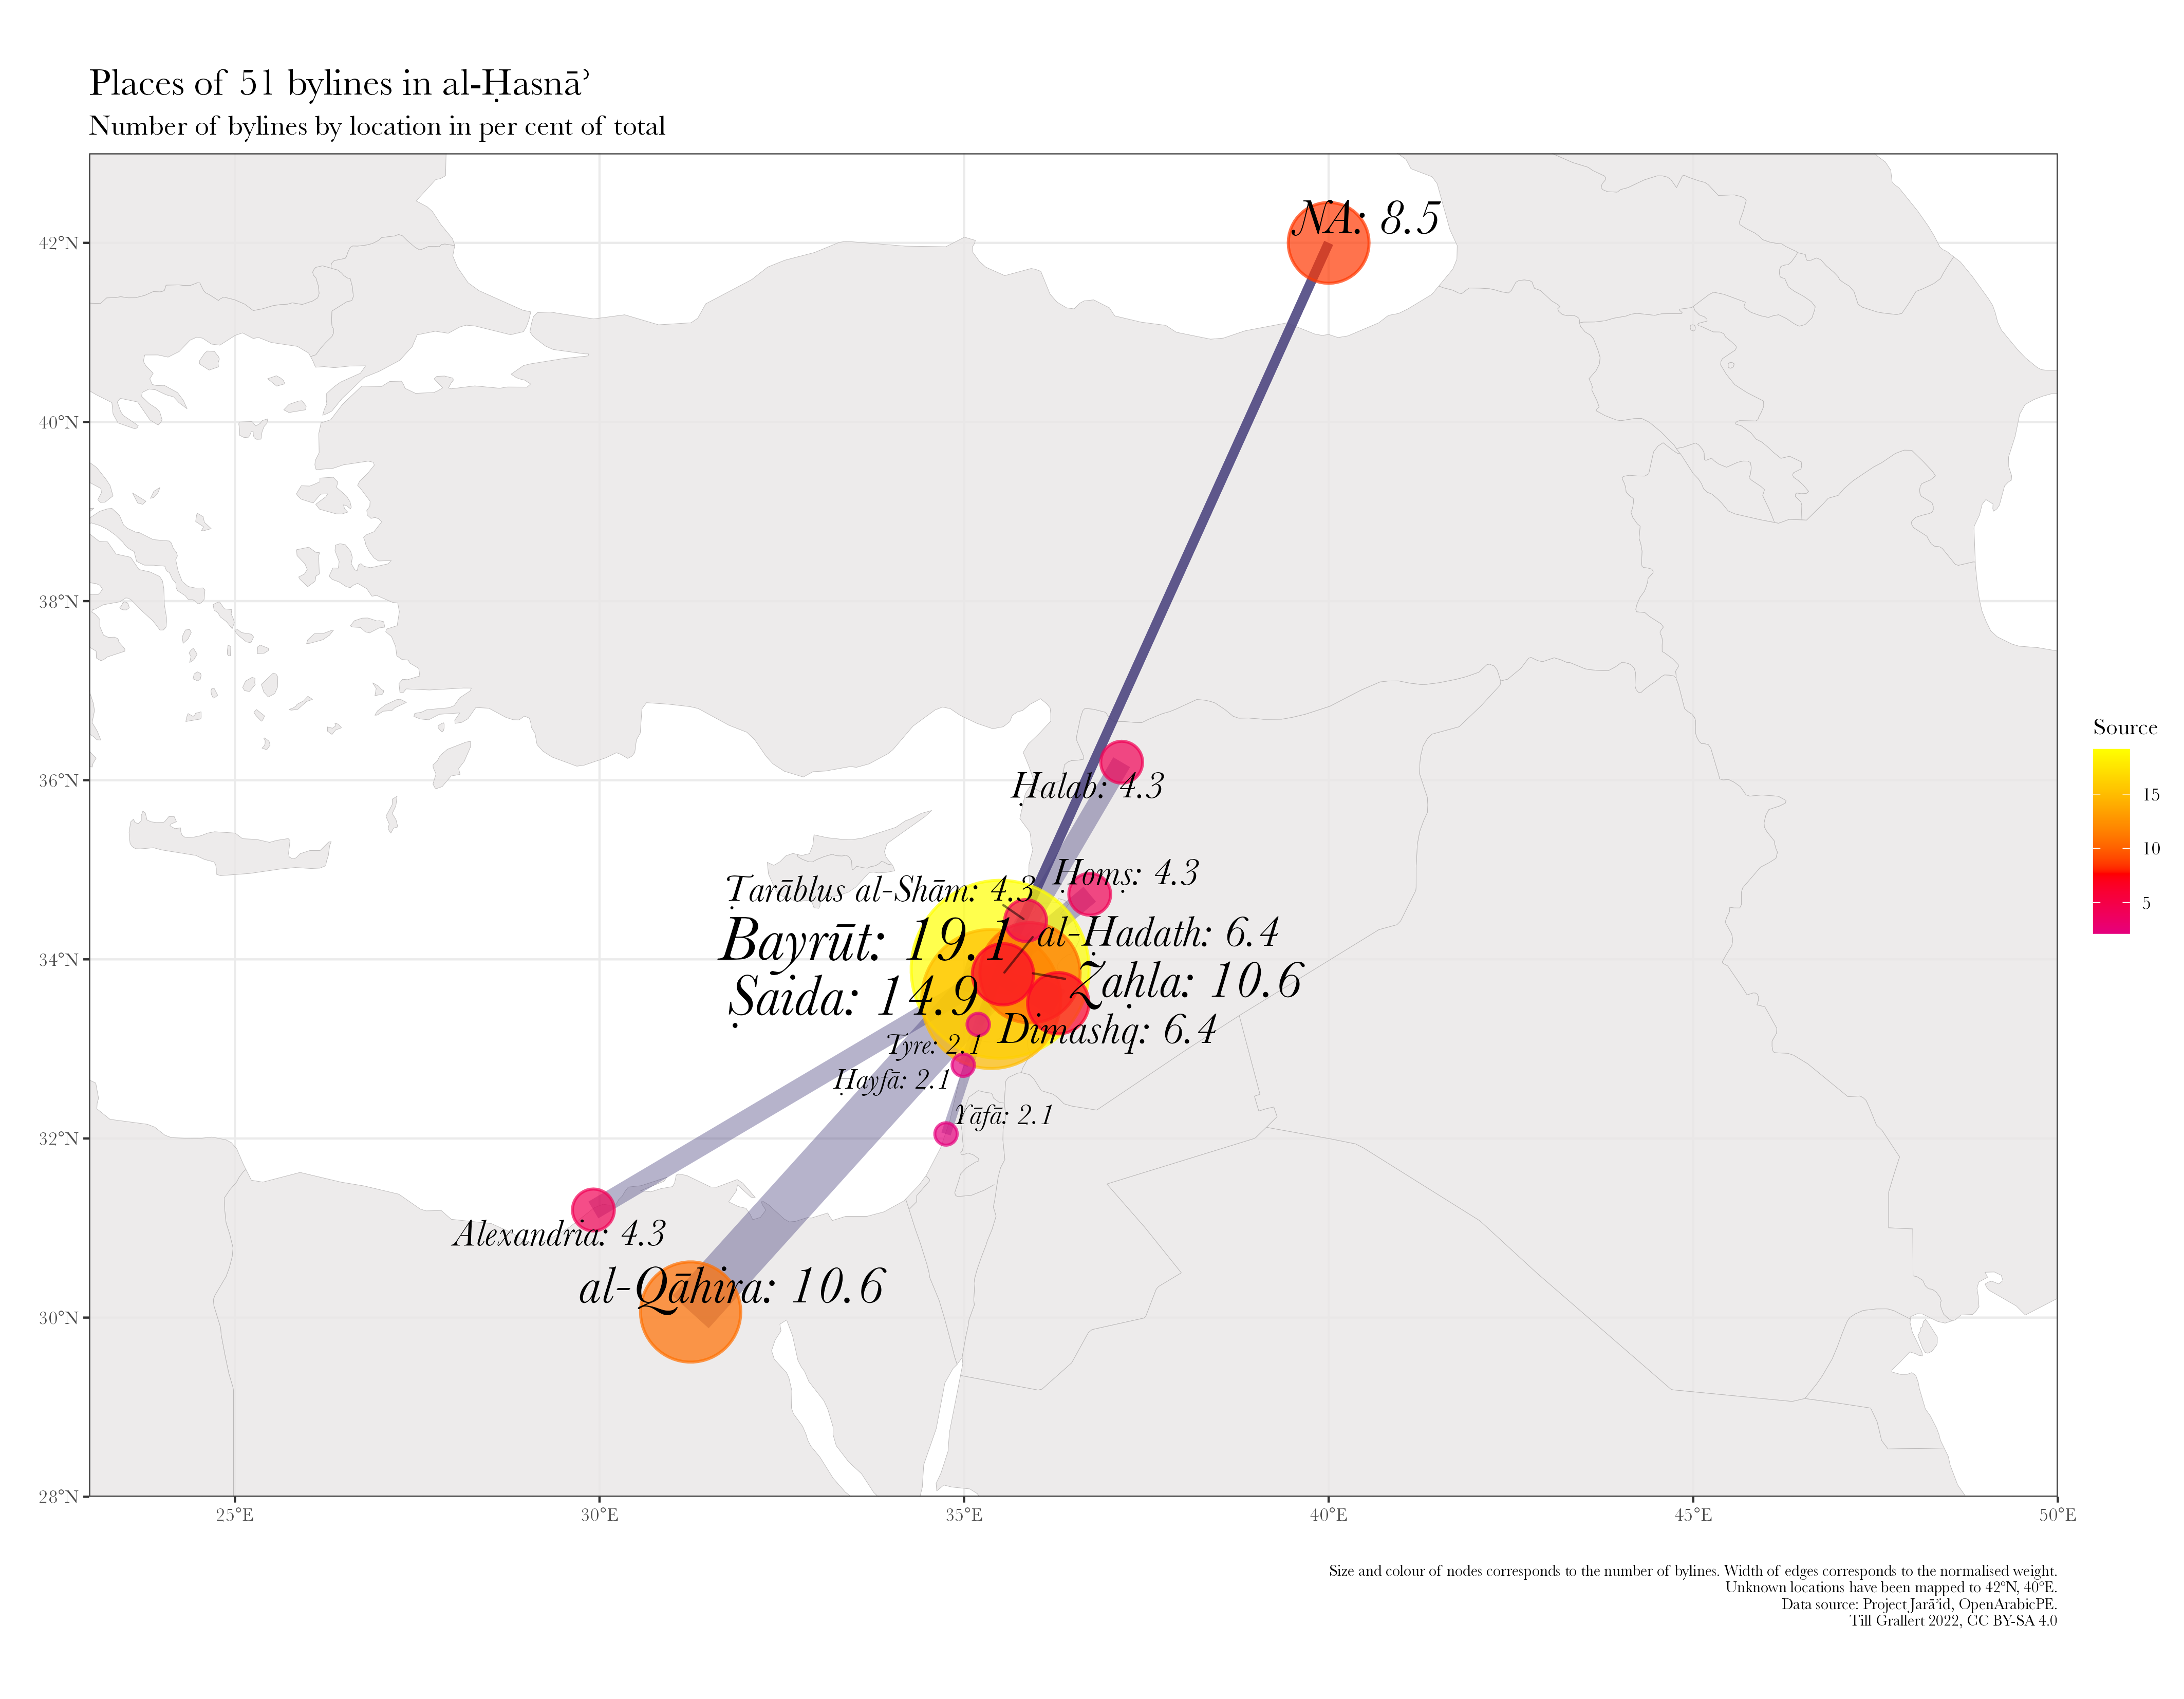 Places of 51 bylines in al-Ḥasnāʾ
Number of bylines by location in per cent of total
NA: 8.5
42°N
40°N
38°N
36°N
34°N
32°N
30°N
28°N
Ḥalab: 4.3
Ḥomṣ: 4.3
Ṭarāblus al-Shām: 4.3
Bayrūt: 19.1
al-Ḥadath: 6.4
Ṣaida: 14.9
Zaḥla: 10.6
Dimashq: 6.4
Tyre: 2.1
Ḥayfā: 2.1
Yāfā: 2.1
Alexandria: 4.3
al-Qāhira: 10.6
25°E
30°E
35°E
40°E
45°E
50°E
Source
15
10
5
Size and colour of nodes corresponds to the number of bylines. Width of edges corresponds to the normalised weight.
Unknown locations have been mapped to 42°N, 40°E.
Data source: Project Jarāʾid, OpenArabicPE.
Till Grallert 2022, CC BY-SA 4.0